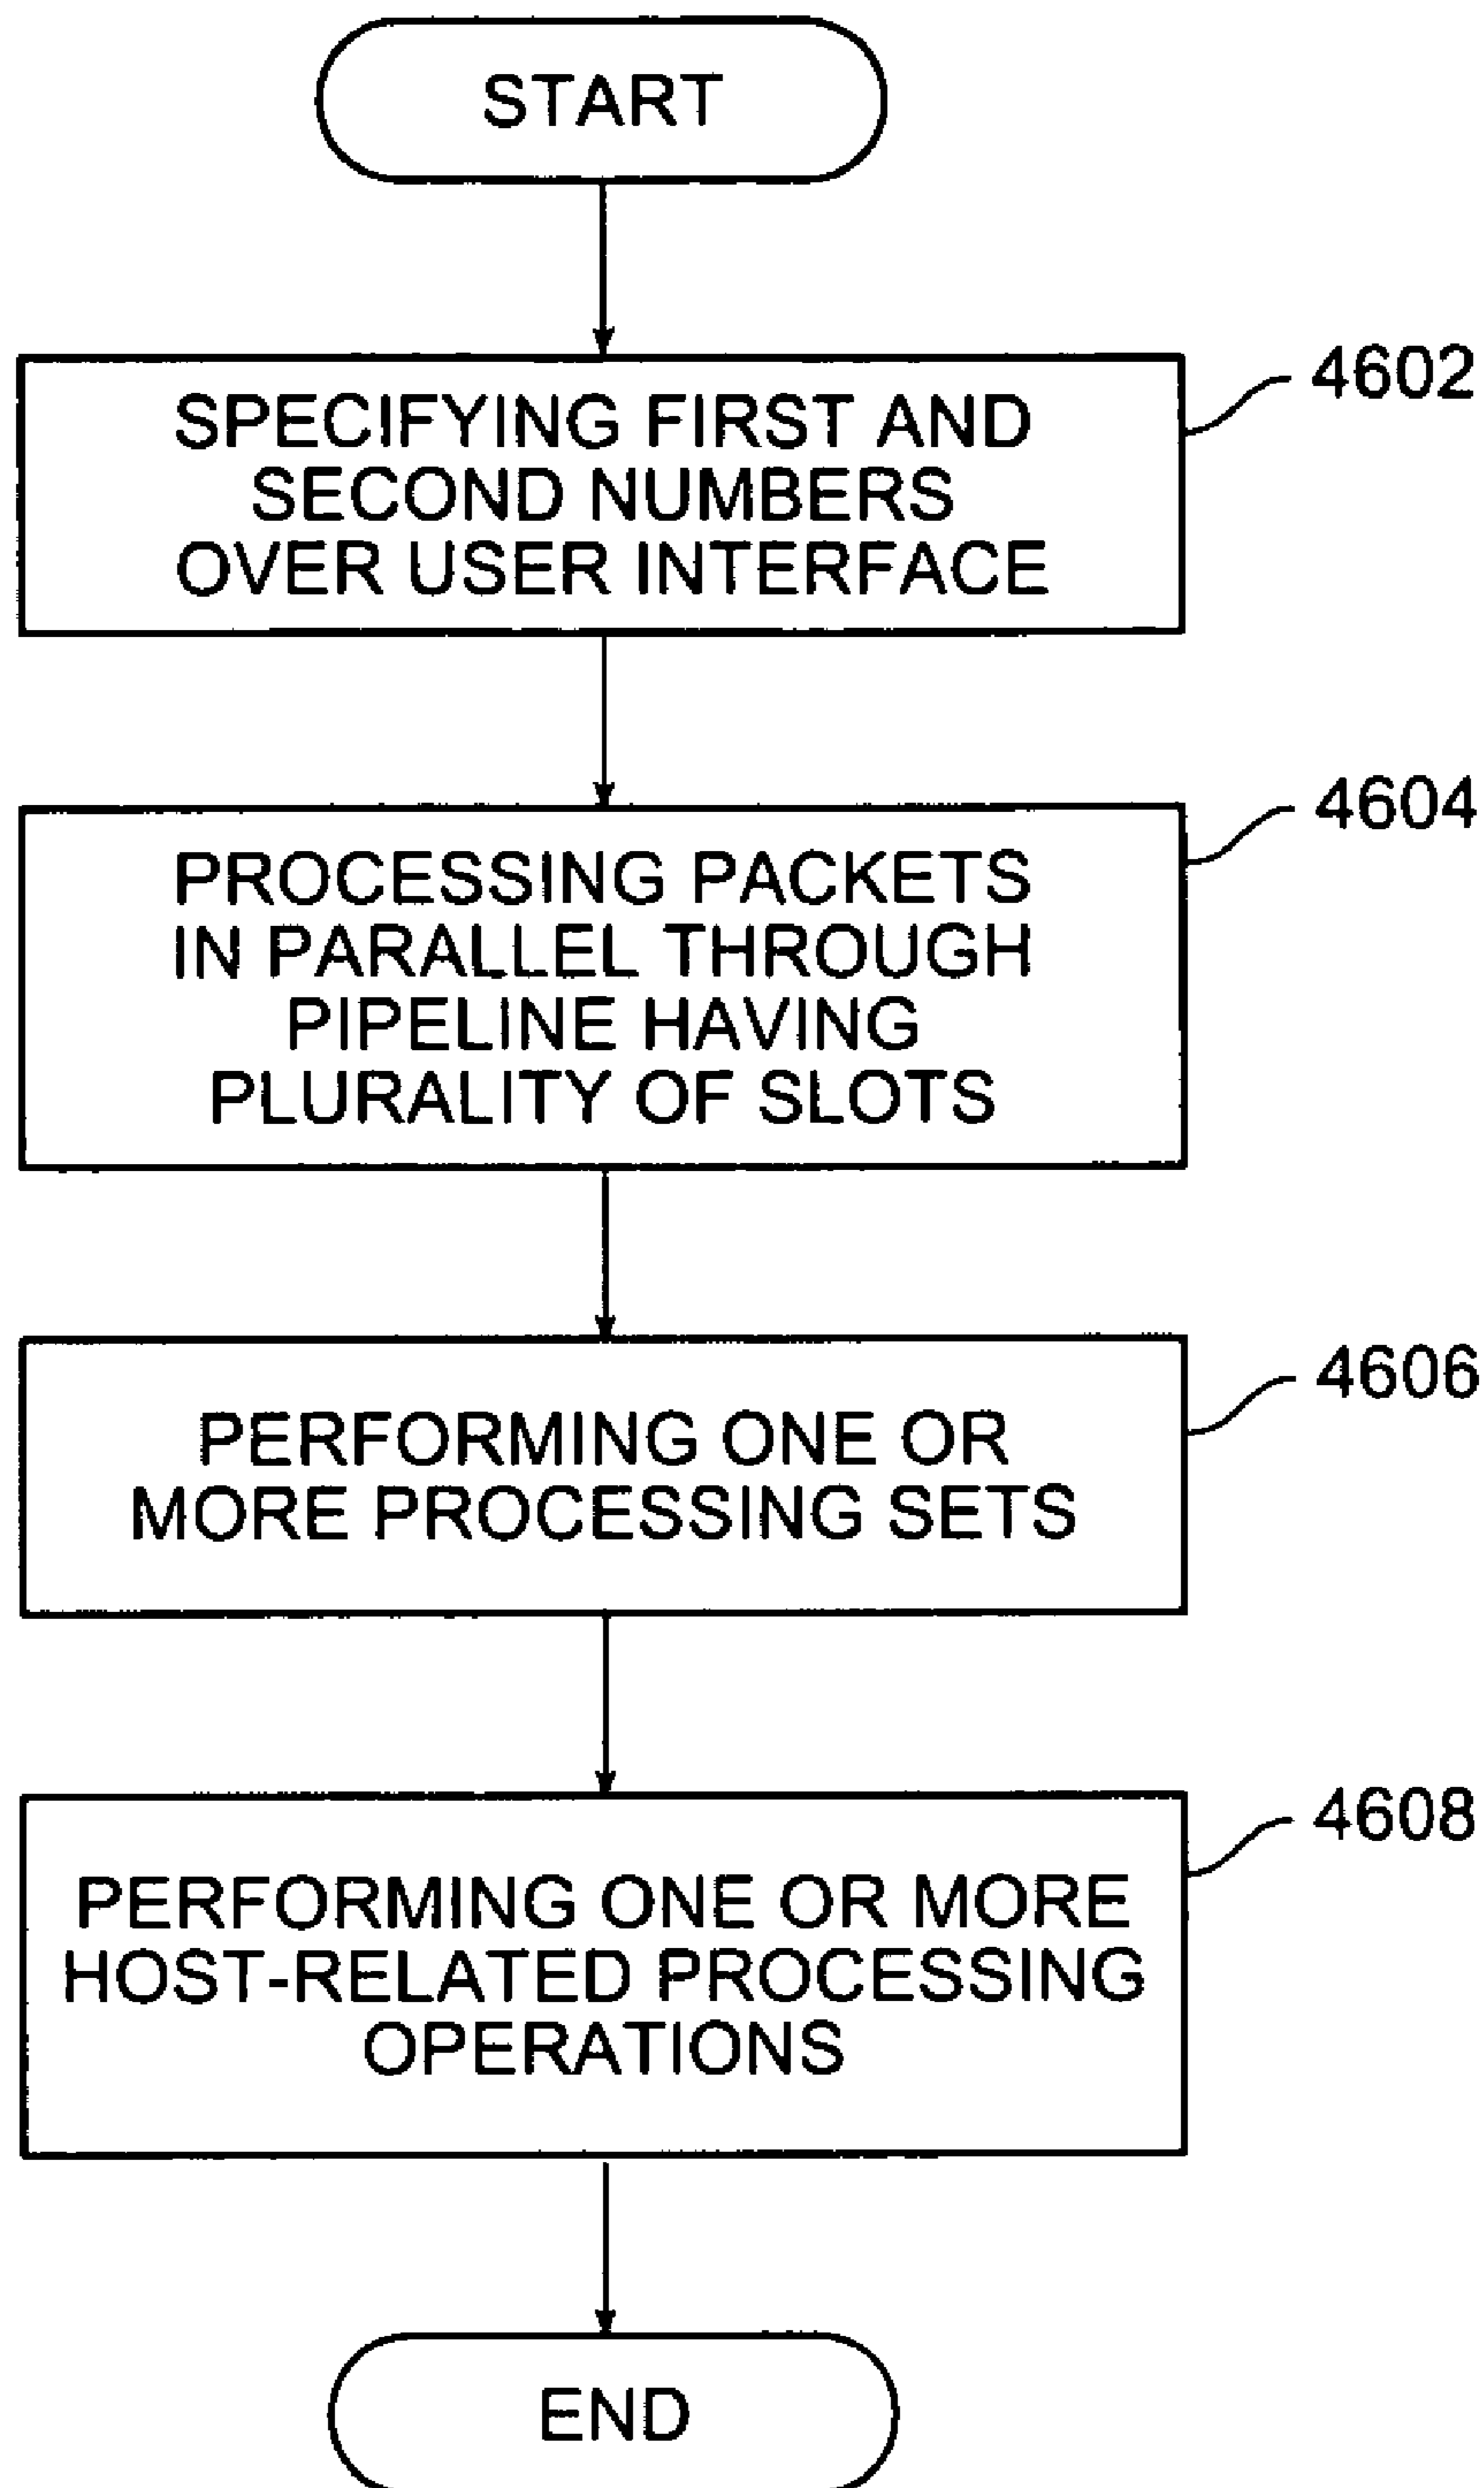 START
SPECIFYING FIRST AND
SECOND NUMBERS
OVER USER INTERFACE
4602
PROCESSING PACKETS
IN PARALLEL THROUGH
PIPELINE HAVING
PLURALITY OF SLOTS
4604
PERFORMING ONE OR
MORE PROCESSING SETS
4606
PERFORMING ONE OR MORE
HOST-RELATED PROCESSING
OPERATIONS
4608
END